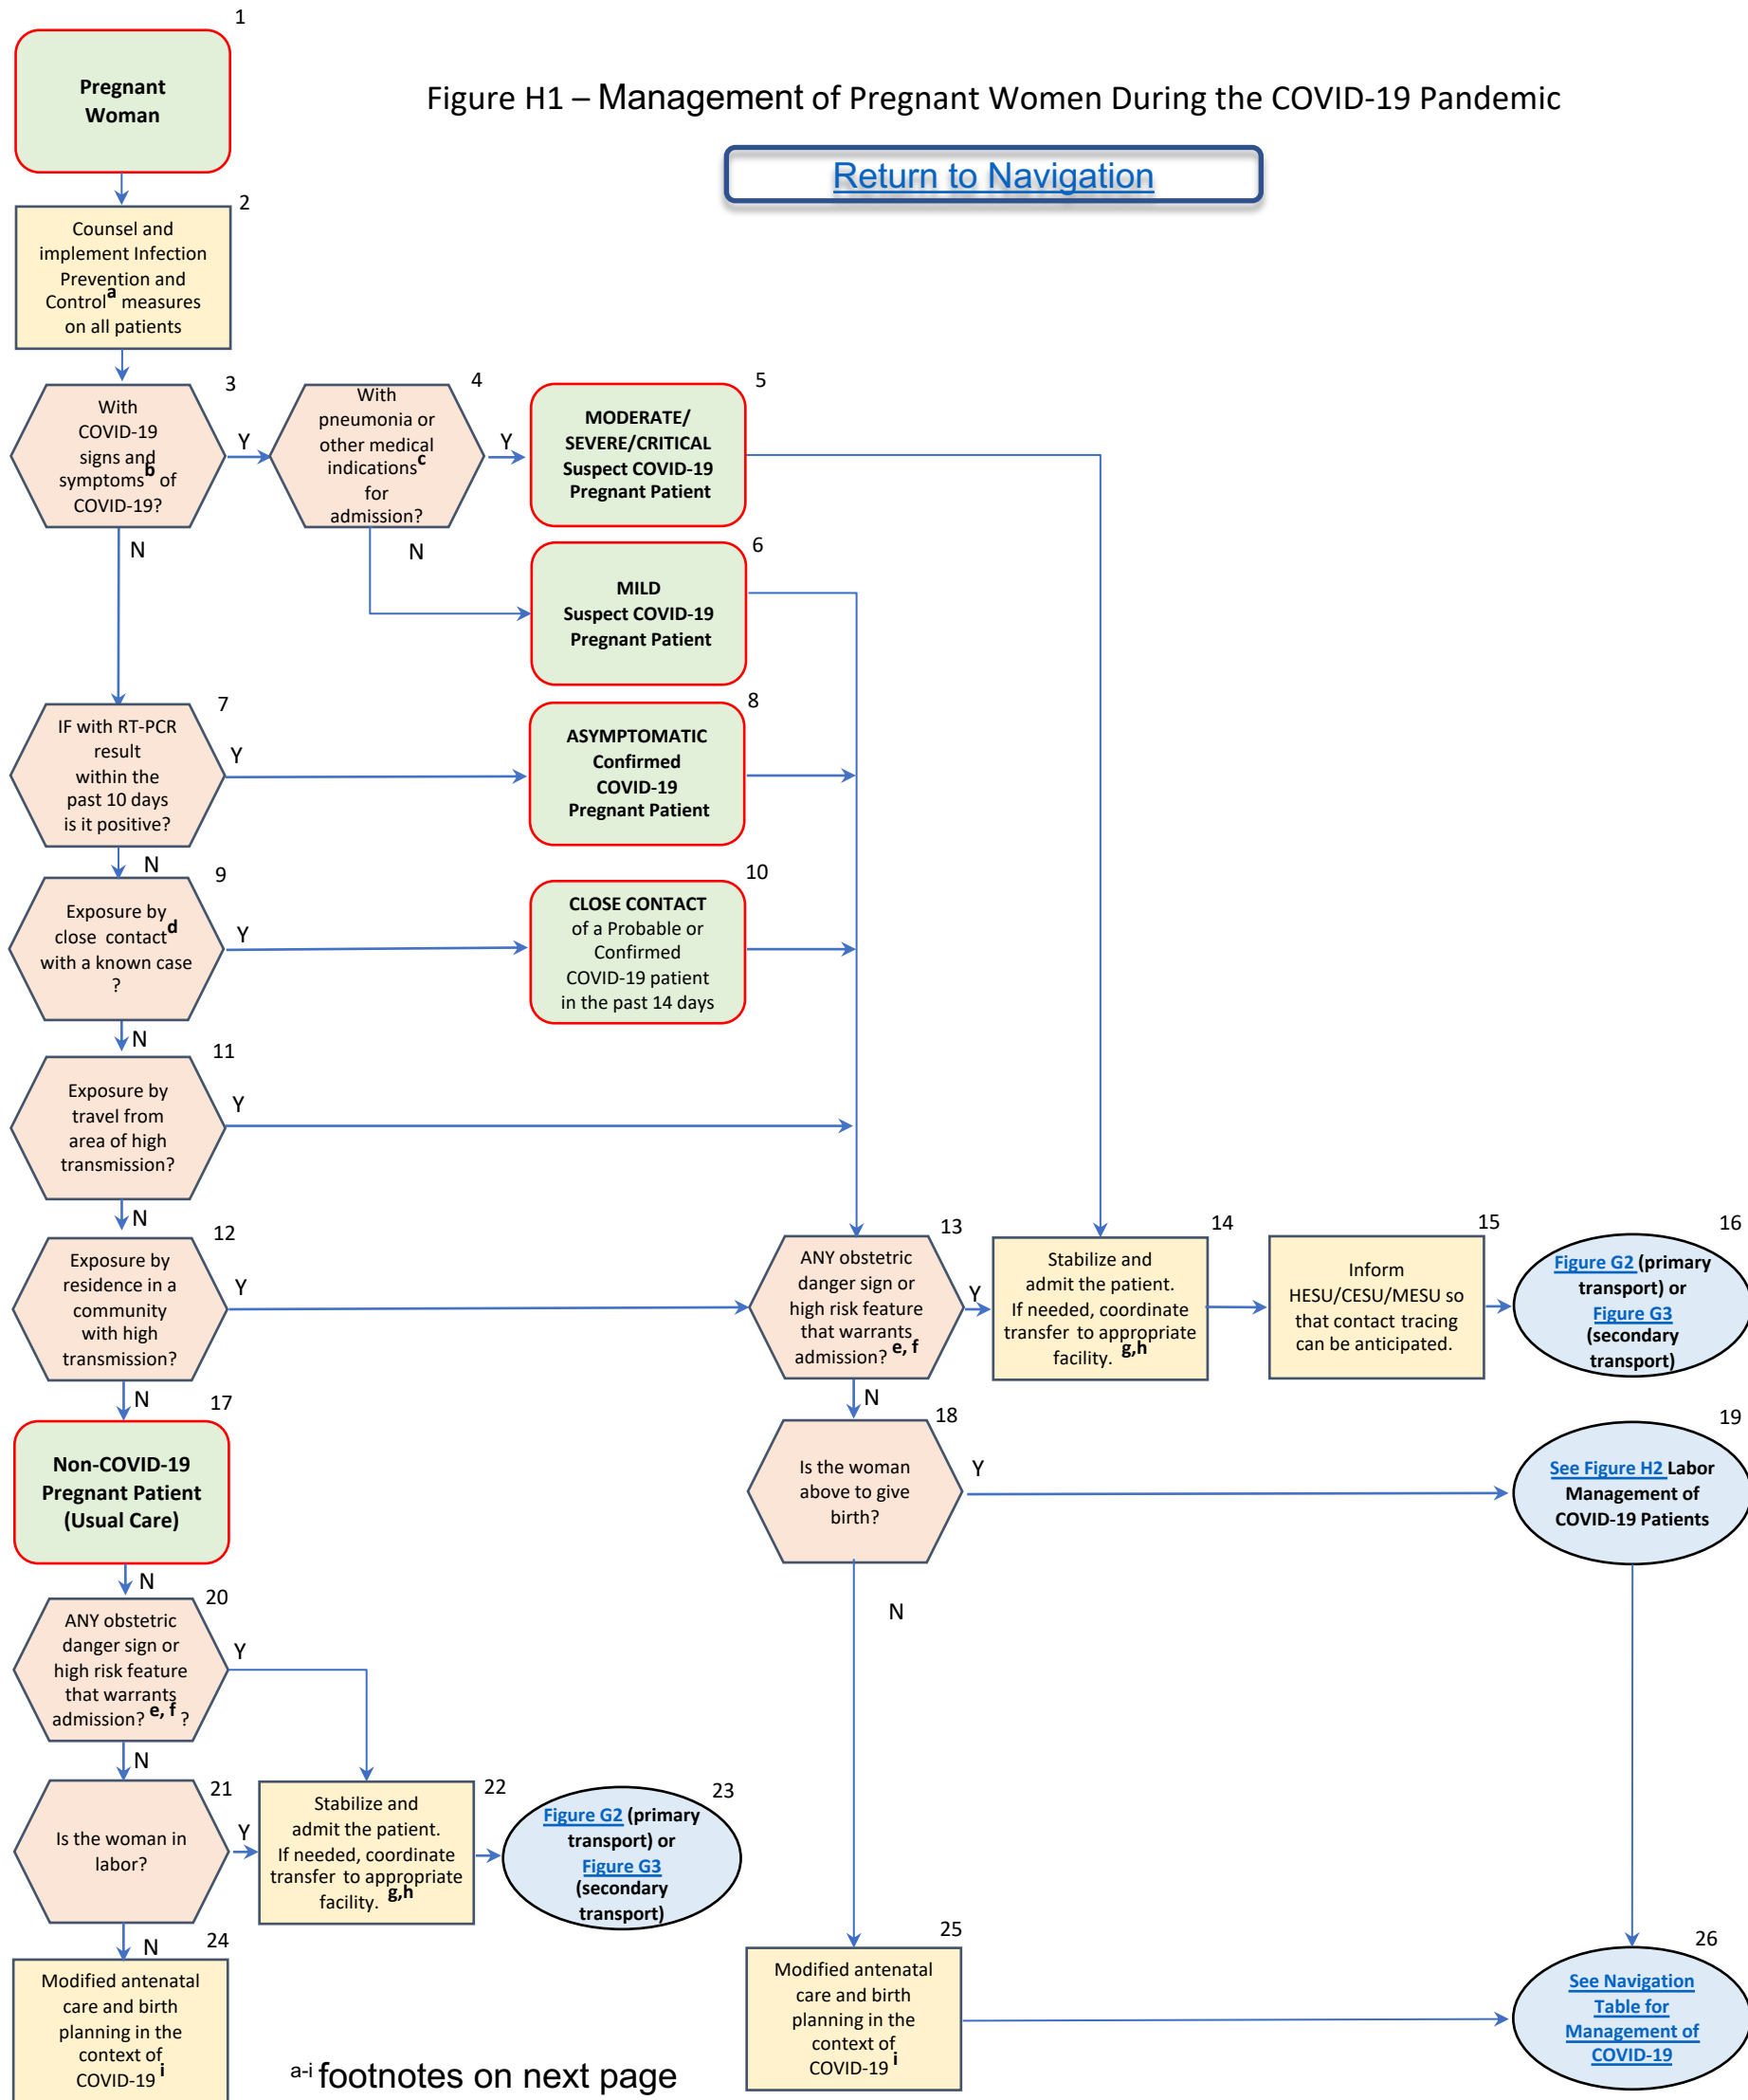 1
Pregnant
Woman
Figure H1 – Management of Pregnant Women During the COVID-19 Pandemic
Return to Navigation
2
Counsel and
implement Infection
Prevention and
Control a measures
on all patients
3
With
COVID-19
signs and
symptoms b of
COVID-19?
Y
N
4
With
pneumonia or
other medical
indications c
for
admission?
Y
N
5
MODERATE/
SEVERE/CRITICAL
Suspect COVID-19
Pregnant Patient
6
MILD
Suspect COVID-19
Pregnant Patient
7
IF with RT-PCR
result
within the
past 10 days
is it positive?
Y
N
8
ASYMPTOMATIC
Confirmed
COVID-19
Pregnant Patient
9
Exposure by
close contact d
with a known case
?
Y
N
10
CLOSE CONTACT
of a Probable or
Confirmed
COVID-19 patient
in the past 14 days
11
Exposure by
travel from
area of high
transmission?
Y
N
12
Exposure by
residence in a
community
with high
transmission?
Y
N
13
ANY obstetric
danger sign or
high risk feature
that warrants
admission? e, f
Y
N
14
Stabilize and
admit the patient.
If needed, coordinate
transfer to appropriate
facility. g,h
15
Inform
HESU/CESU/MESU so
that contact tracing
can be anticipated.
16
Figure G2 (primary
transport) or
Figure G3
(secondary
transport)
17
Non-COVID-19
Pregnant Patient
(Usual Care)
N
18
Is the woman
above to give
birth?
Y
N
19
See Figure H2 Labor
Management of
COVID-19 Patients
20
ANY obstetric
danger sign or
high risk feature
that warrants
admission? e, f ?
Y
N
21
Is the woman in
labor?
Y
N
22
Stabilize and
admit the patient.
If needed, coordinate
transfer to appropriate
facility. g,h
23
Figure G2 (primary
transport) or
Figure G3
(secondary
transport)
24
Modified antenatal
care and birth
planning in the
context of
COVID-19 i
25
Modified antenatal
care and birth
planning in the
context of
COVID-19 i
26
See Navigation
Table for
Management of
COVID-19
a-i footnotes on next page